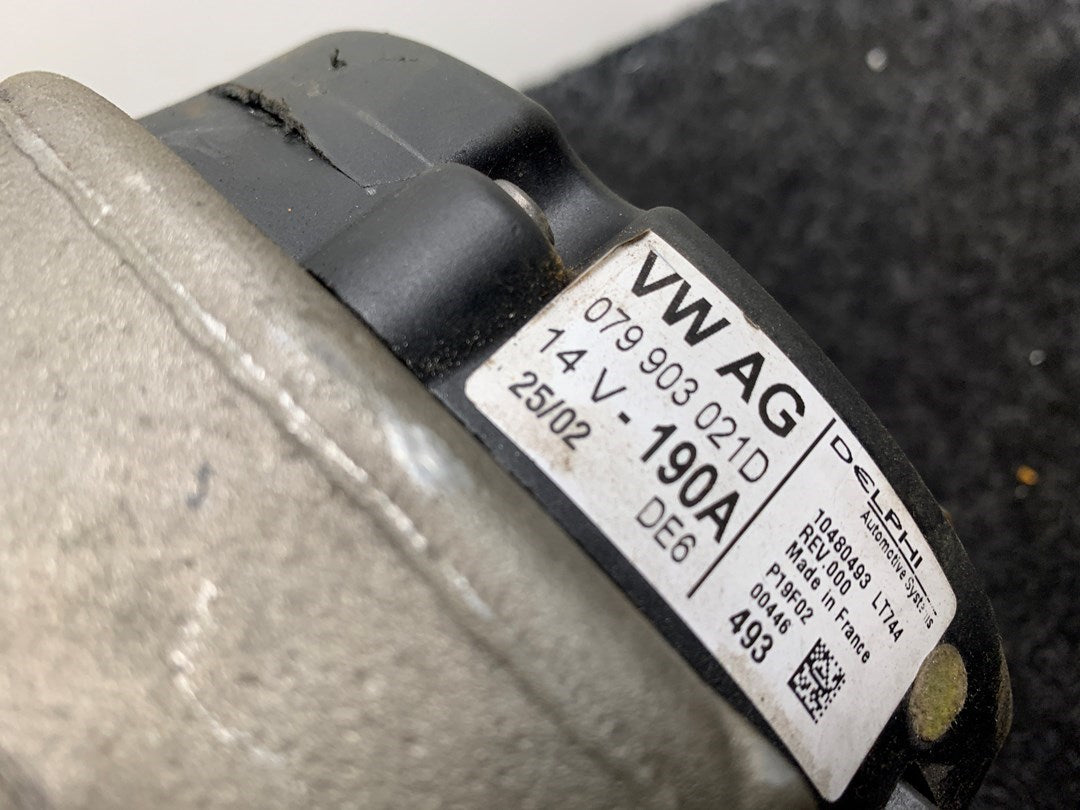 VW AG
079 903 021D
14 V - 190A
25/02
DE6
DELPHI
Automotive Systems
10480493 LT744
REV.000
Made in France
P19F02
00446
493